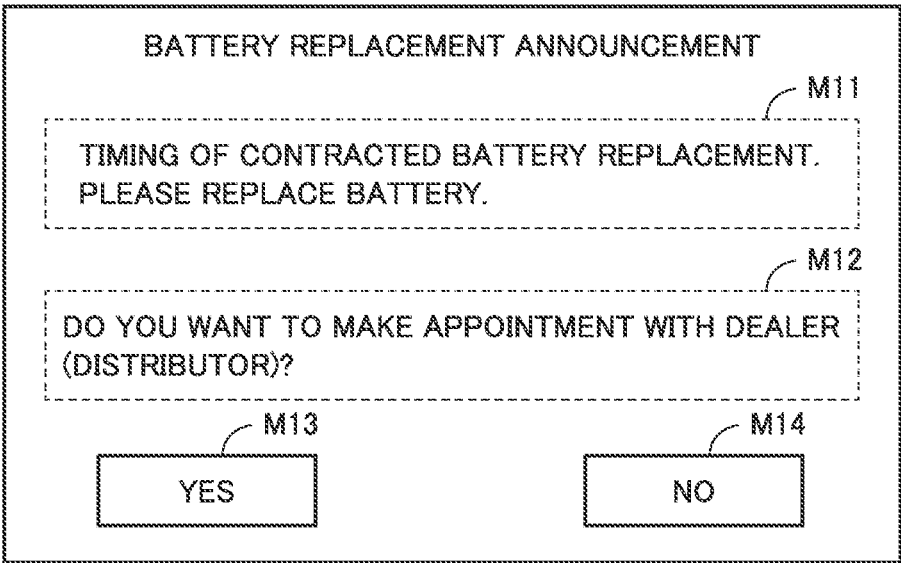 BATTERY REPLACEMENT ANNOUNCEMENT
M11
TIMING OF CONTRACTED BATTERY REPLACEMENT.
PLEASE REPLACE BATTERY.
M12
DO YOU WANT TO MAKE APPOINTMENT WITH DEALER
(DISTRIBUTOR)?
M13
M14
YES
NO